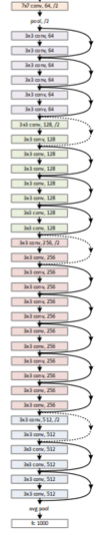 7x7 conv, 64, /2
pool, /2
3x3 conv, 64
3x3 conv, 64
3x3 conv, 64
3x3 conv, 64
3x3 conv, 64
3x3 conv, 64
3x3 conv, 128, /2
3x3 conv, 128
3x3 conv, 128
3x3 conv, 128
3x3 conv, 128
3x3 conv, 128
3x3 conv, 128
3x3 conv, 128
3x3 conv, 256, /2
3x3 conv, 256
3x3 conv, 256
3x3 conv, 256
3x3 conv, 256
3x3 conv, 256
3x3 conv, 256
3x3 conv, 256
3x3 conv, 256
3x3 conv, 256
3x3 conv, 256
3x3 conv, 256
3x3 conv, 512, /2
3x3 conv, 512
3x3 conv, 512
3x3 conv, 512
3x3 conv, 512
3x3 conv, 512
avg pool
fc 1000